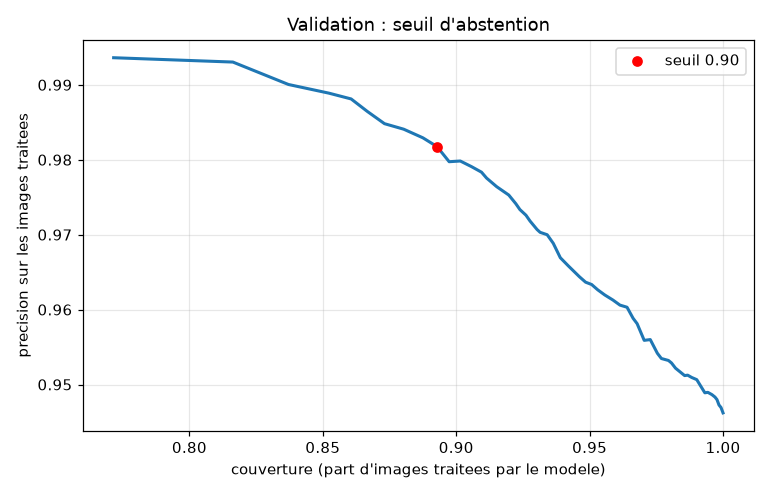 Validation : seuil d'abstention
seuil 0.90
0.99
0.98
0.97
0.96
0.95
precision sur les images traitees
0.80 0.85 0.90 0.95 1.00
couverture (part d'images traitees par le modele)